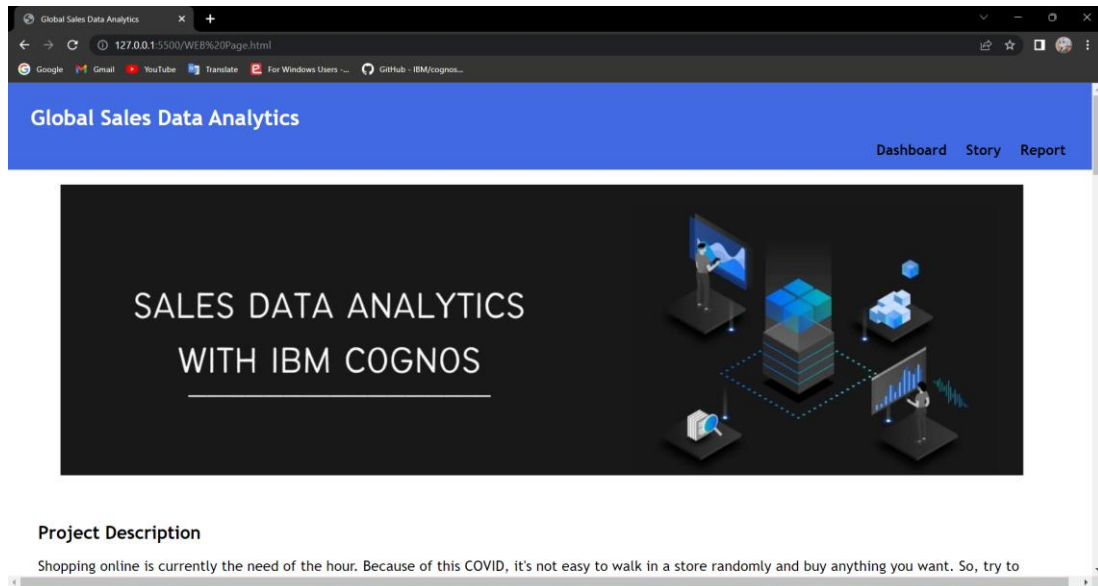 Global Sales Data Analytics
127.0.0.1:5500/WEB%20Page.html
Google Gmail YouTube Translate For Windows Users -... GitHub - IBM/cognos...
Global Sales Data Analytics
Dashboard Story Report
SALES DATA ANALYTICS
WITH IBM COGNOS
Project Description
Shopping online is currently the need of the hour. Because of this COVID, it's not easy to walk in a store randomly and buy anything you want. So, try to